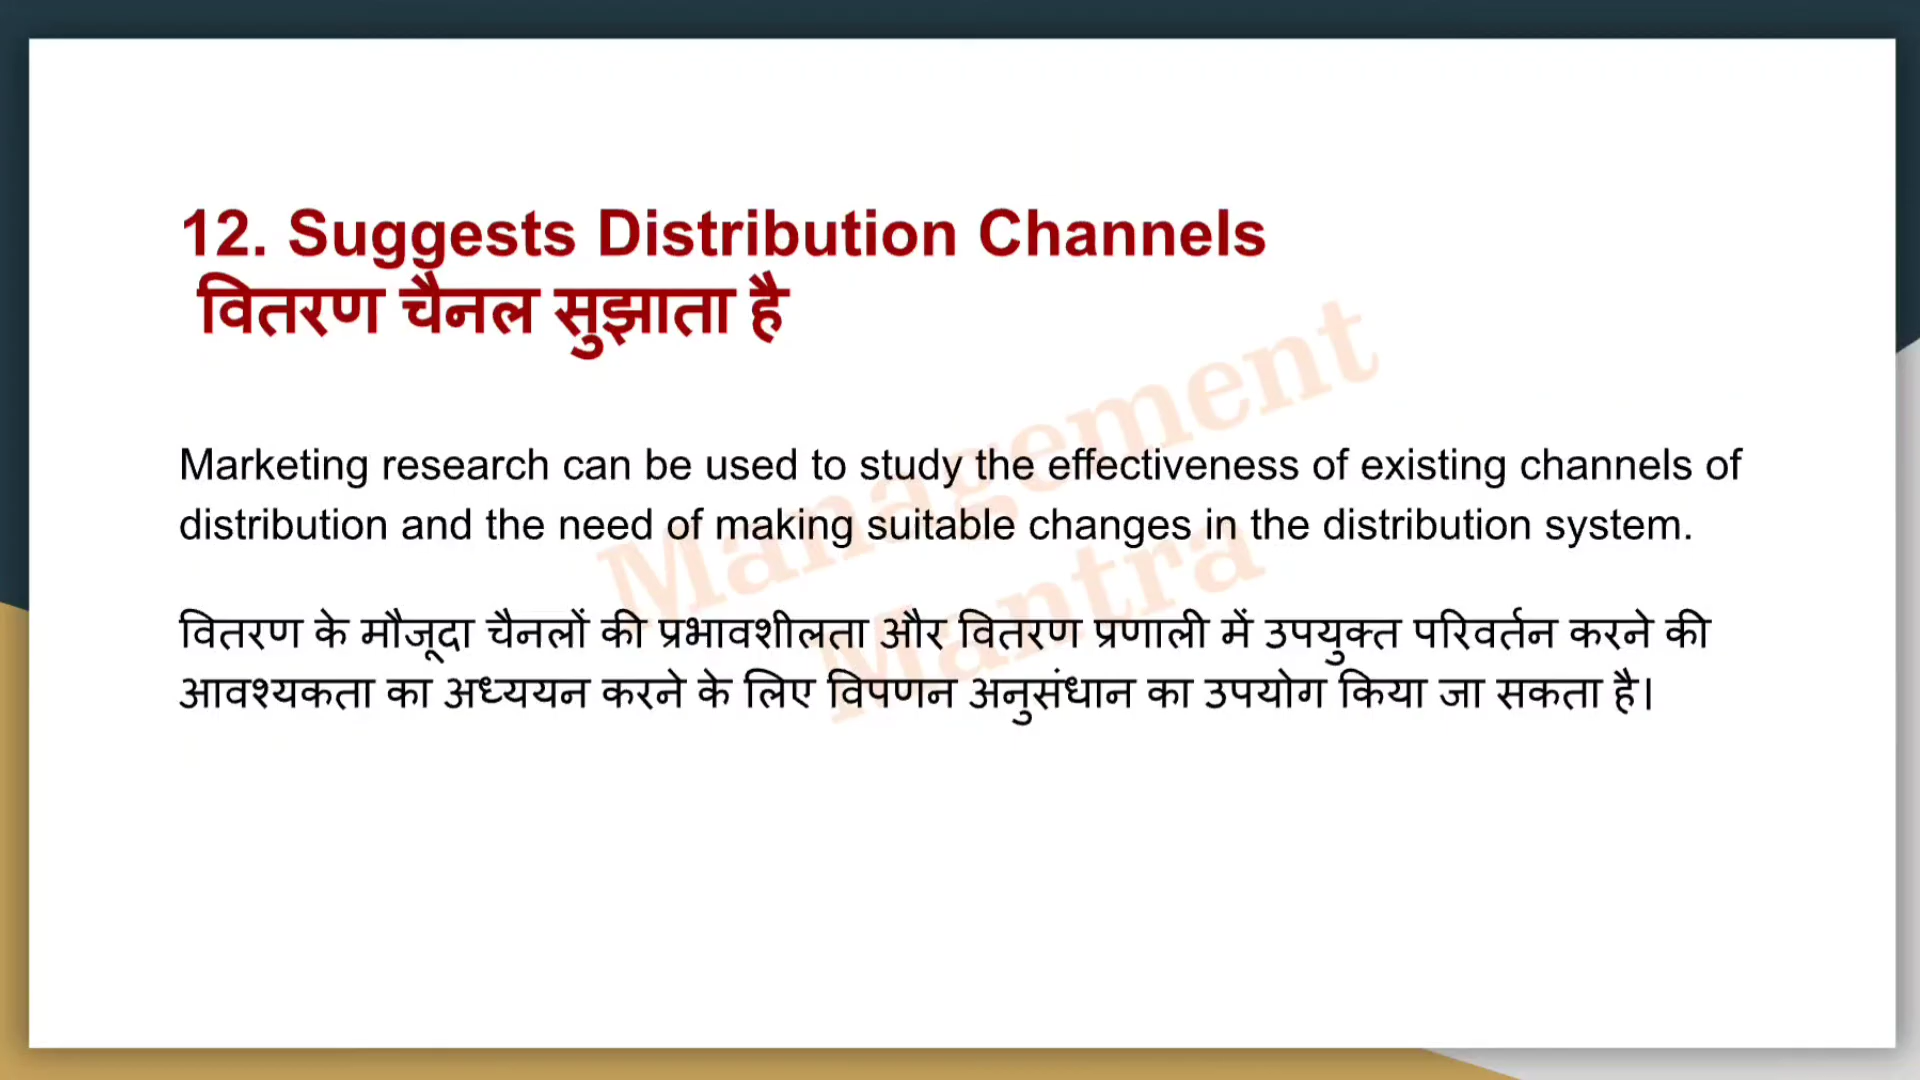 12. Suggests Distribution Channels
वितरण चैनल सुझाता है
Marketing research can be used to study the effectiveness of existing channels of
distribution and the need of making suitable changes in the distribution system.
वितरण के मौजूदा चैनलों की प्रभावशीलता और वितरण प्रणाली में उपयुक्त परिवर्तन करने की
आवश्यकता का अध्ययन करने के लिए विपणन अनुसंधान का उपयोग किया जा सकता है।
Management
Mantra